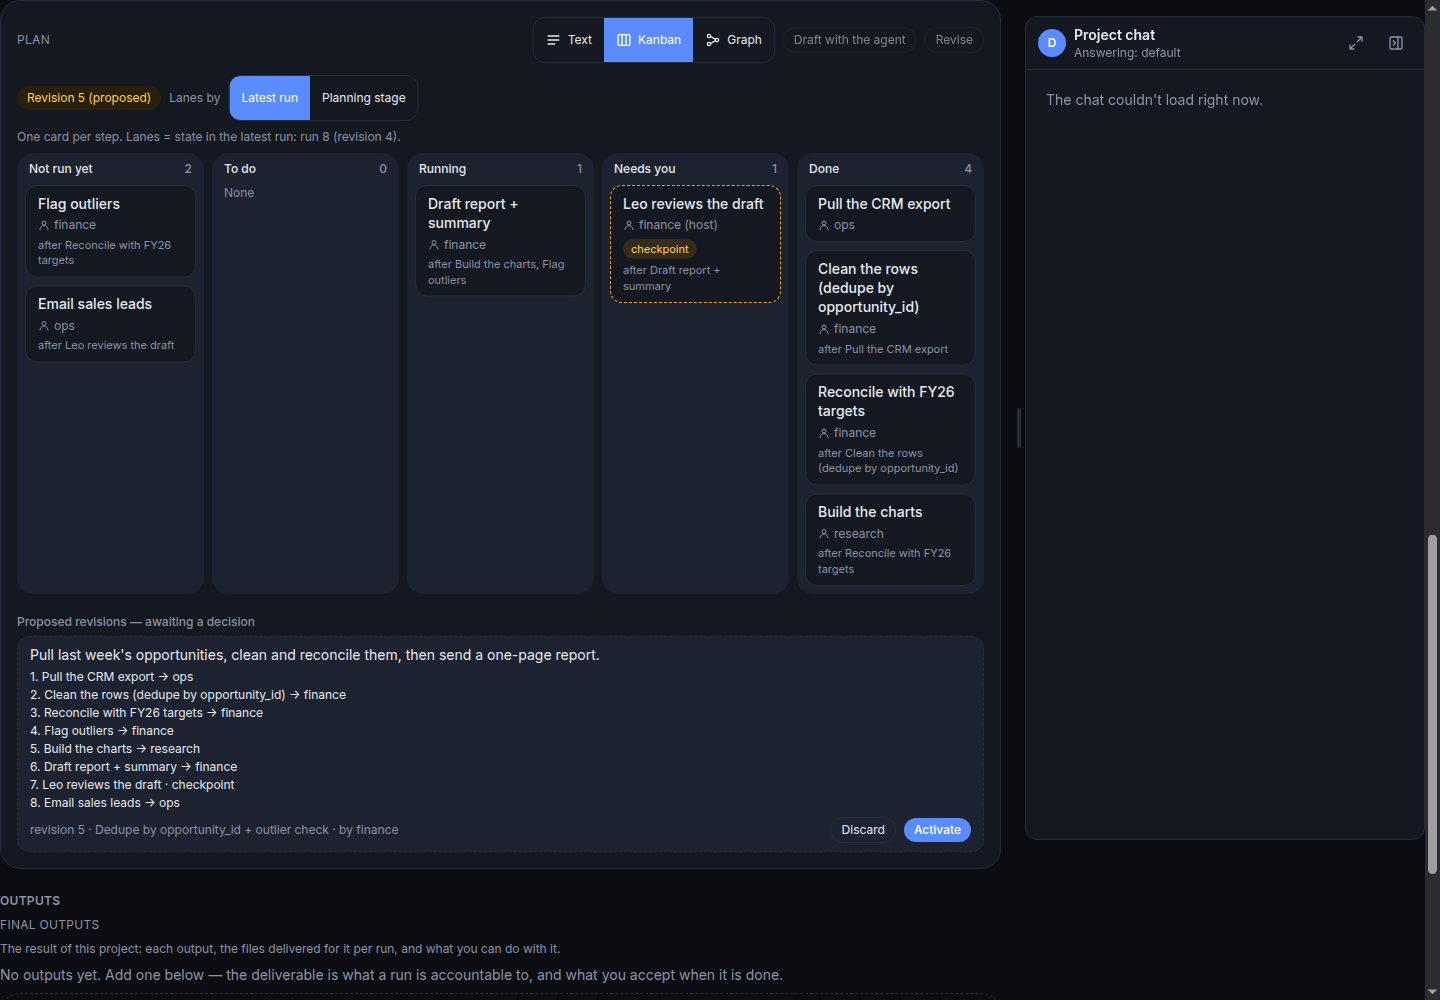 PLAN
Text
Kanban
Graph
Draft with the agent
Revise
Revision 5 (proposed)
Lanes by
Latest run
Planning stage
One card per step. Lanes = state in the latest run: run 8 (revision 4).
Not run yet
2
Flag outliers
finance
after Reconcile with FY26
targets
Email sales leads
ops
after Leo reviews the draft
To do
0
None
Running
1
Draft report +
summary
finance
after Build the charts, Flag
outliers
Needs you
1
Leo reviews the draft
finance (host)
checkpoint
after Draft report +
summary
Done
4
Pull the CRM export
ops
Clean the rows
(dedupe by
opportunity_id)
finance
after Pull the CRM export
Reconcile with FY26
targets
finance
after Clean the rows
(dedupe by opportunity_id)
Build the charts
research
after Reconcile with FY26
targets
Proposed revisions — awaiting a decision
Pull last week's opportunities, clean and reconcile them, then send a one-page report.
1. Pull the CRM export → ops
2. Clean the rows (dedupe by opportunity_id) → finance
3. Reconcile with FY26 targets → finance
4. Flag outliers → finance
5. Build the charts → research
6. Draft report + summary → finance
7. Leo reviews the draft · checkpoint
8. Email sales leads → ops
revision 5 · Dedupe by opportunity_id + outlier check · by finance
Discard
Activate
OUTPUTS
FINAL OUTPUTS
The result of this project: each output, the files delivered for it per run, and what you can do with it.
No outputs yet. Add one below — the deliverable is what a run is accountable to, and what you accept when it is done.
D
Project chat
Answering: default
The chat couldn't load right now.